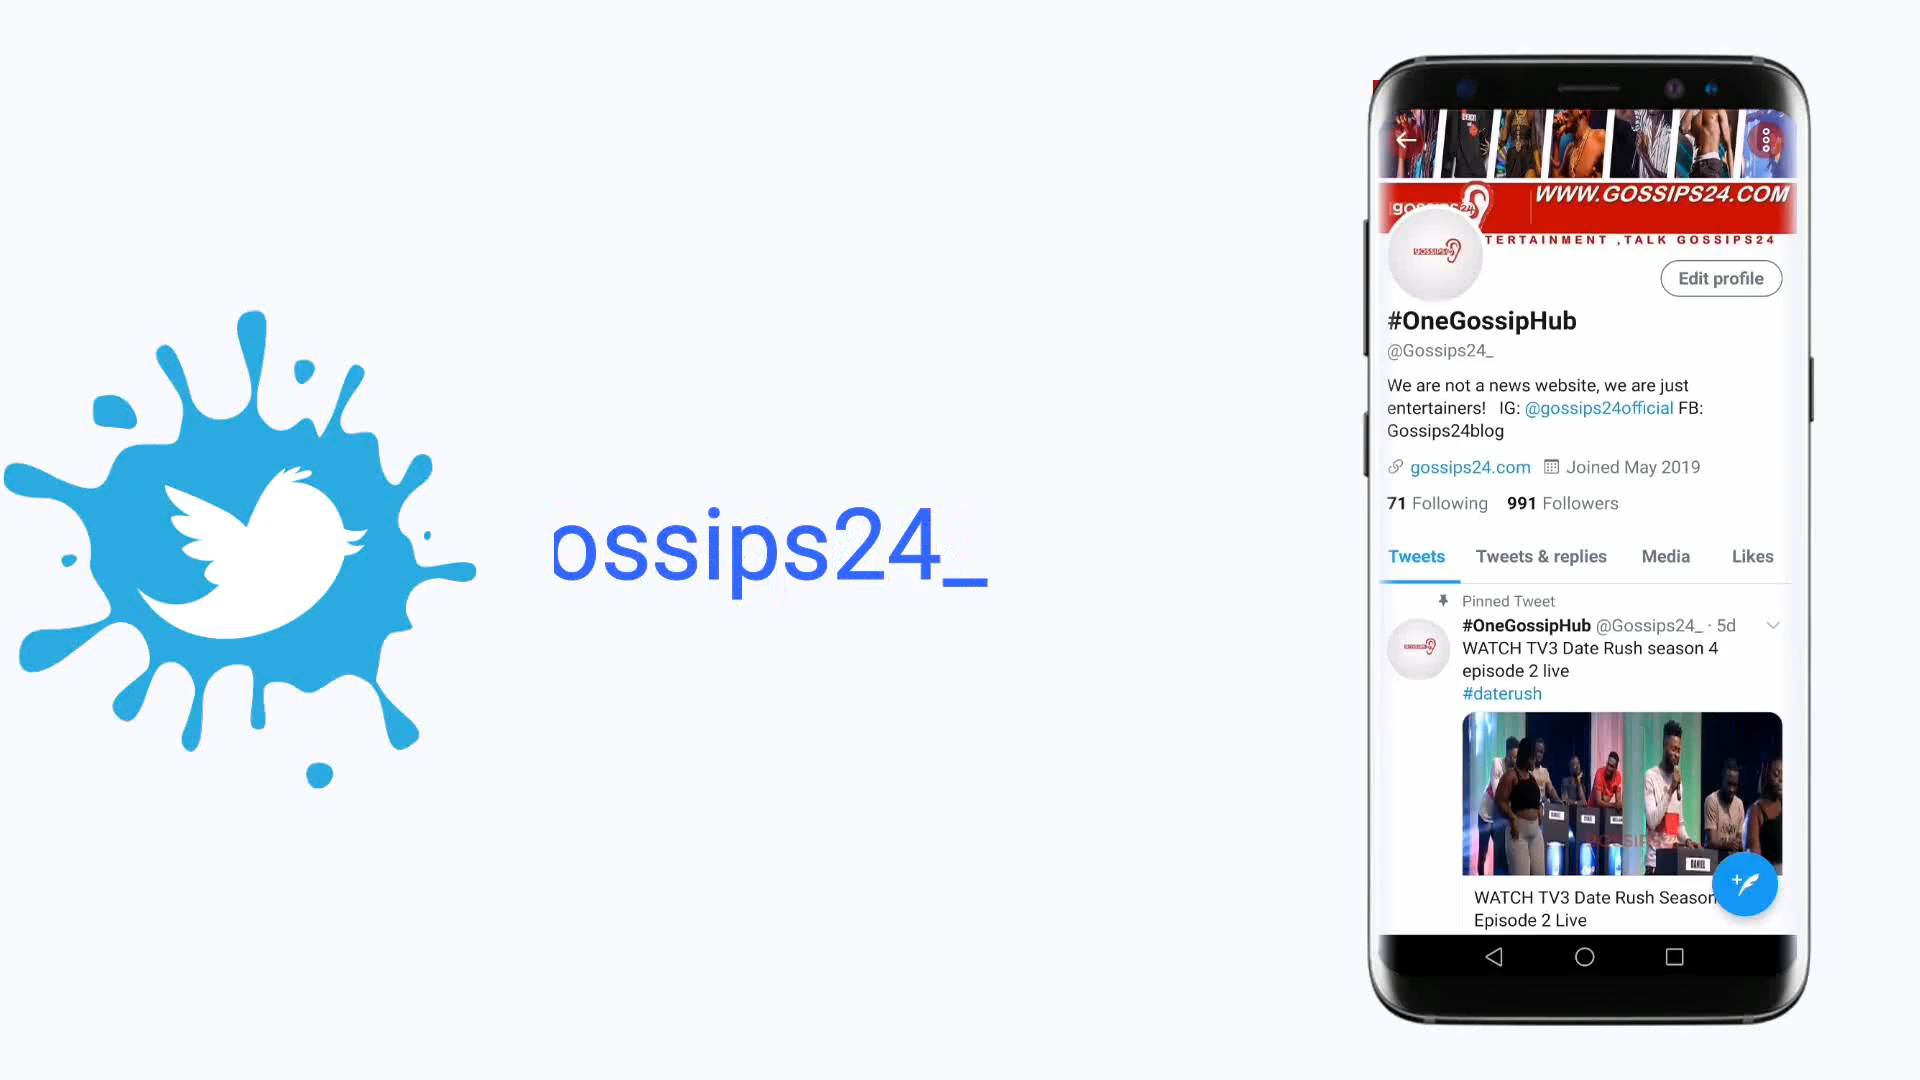 ossips24_
WWW.GOSSIPS24.COM
TERTAINMENT ,TALK GOSSIPS24
GOSSIPS24
Edit profile
#OneGossipHub
@Gossips24_
We are not a news website, we are just
entertainers! IG: @gossips24official FB:
Gossips24blog
gossips24.com Joined May 2019
71 Following 991 Followers
Tweets Tweets & replies Media Likes
Pinned Tweet
#OneGossipHub @Gossips24_ · 5d
WATCH TV3 Date Rush season 4
episode 2 live
#daterush
DANIEL
WATCH TV3 Date Rush Season
Episode 2 Live